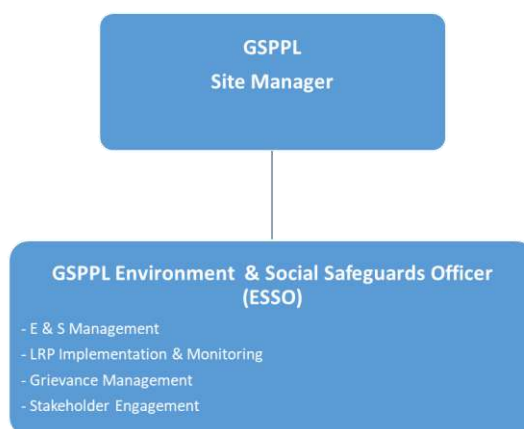 GSPPL
Site Manager
GSPPL Environment & Social Safeguards Officer
(ESSO)
- E & S Management
- LRP Implementation & Monitoring
- Grievance Management
- Stakeholder Engagement